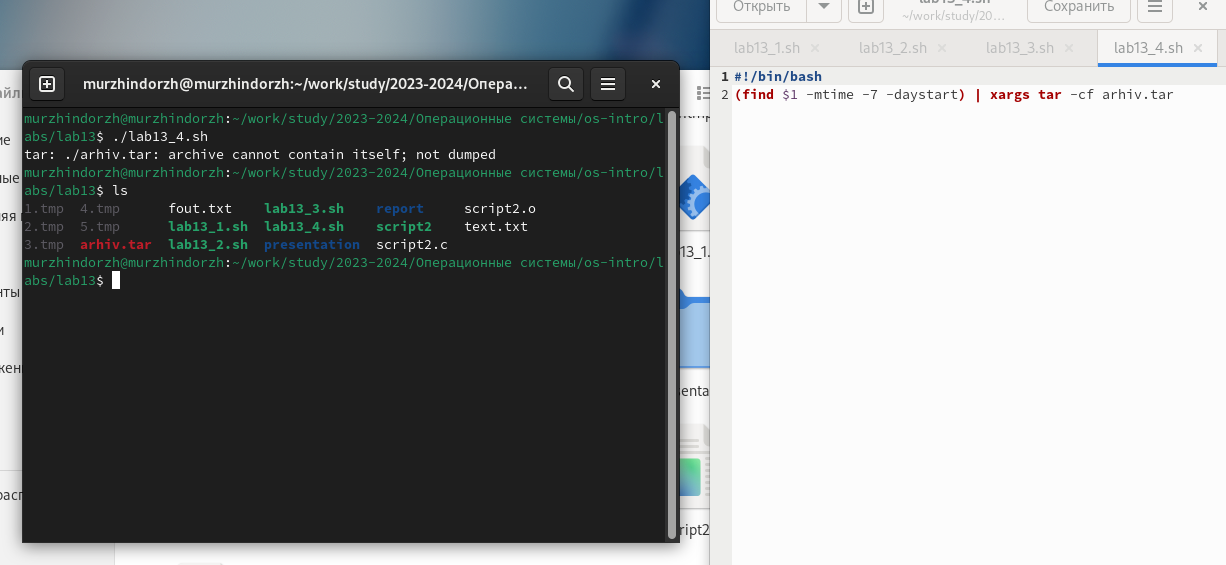 Открыть
lab13_4.sh
~/work/study/20...
Сохранить
lab13_1.sh
lab13_2.sh
lab13_3.sh
lab13_4.sh
1 #!/bin/bash
2 (find $1 -mtime -7 -daystart) | xargs tar -cf arhiv.tar
murzhindorzh@murzhindorzh:~/work/study/2023-2024/Опера...
murzhindorzh@murzhindorzh:~/work/study/2023-2024/Операционные системы/os-intro/l
abs/lab13$ ./lab13_4.sh
tar: ./arhiv.tar: archive cannot contain itself; not dumped
murzhindorzh@murzhindorzh:~/work/study/2023-2024/Операционные системы/os-intro/l
abs/lab13$ ls
1.tmp 4.tmp fout.txt lab13_3.sh report script2.o
2.tmp 5.tmp lab13_1.sh lab13_4.sh script2 text.txt
3.tmp arhiv.tar lab13_2.sh presentation script2.c
murzhindorzh@murzhindorzh:~/work/study/2023-2024/Операционные системы/os-intro/l
abs/lab13$